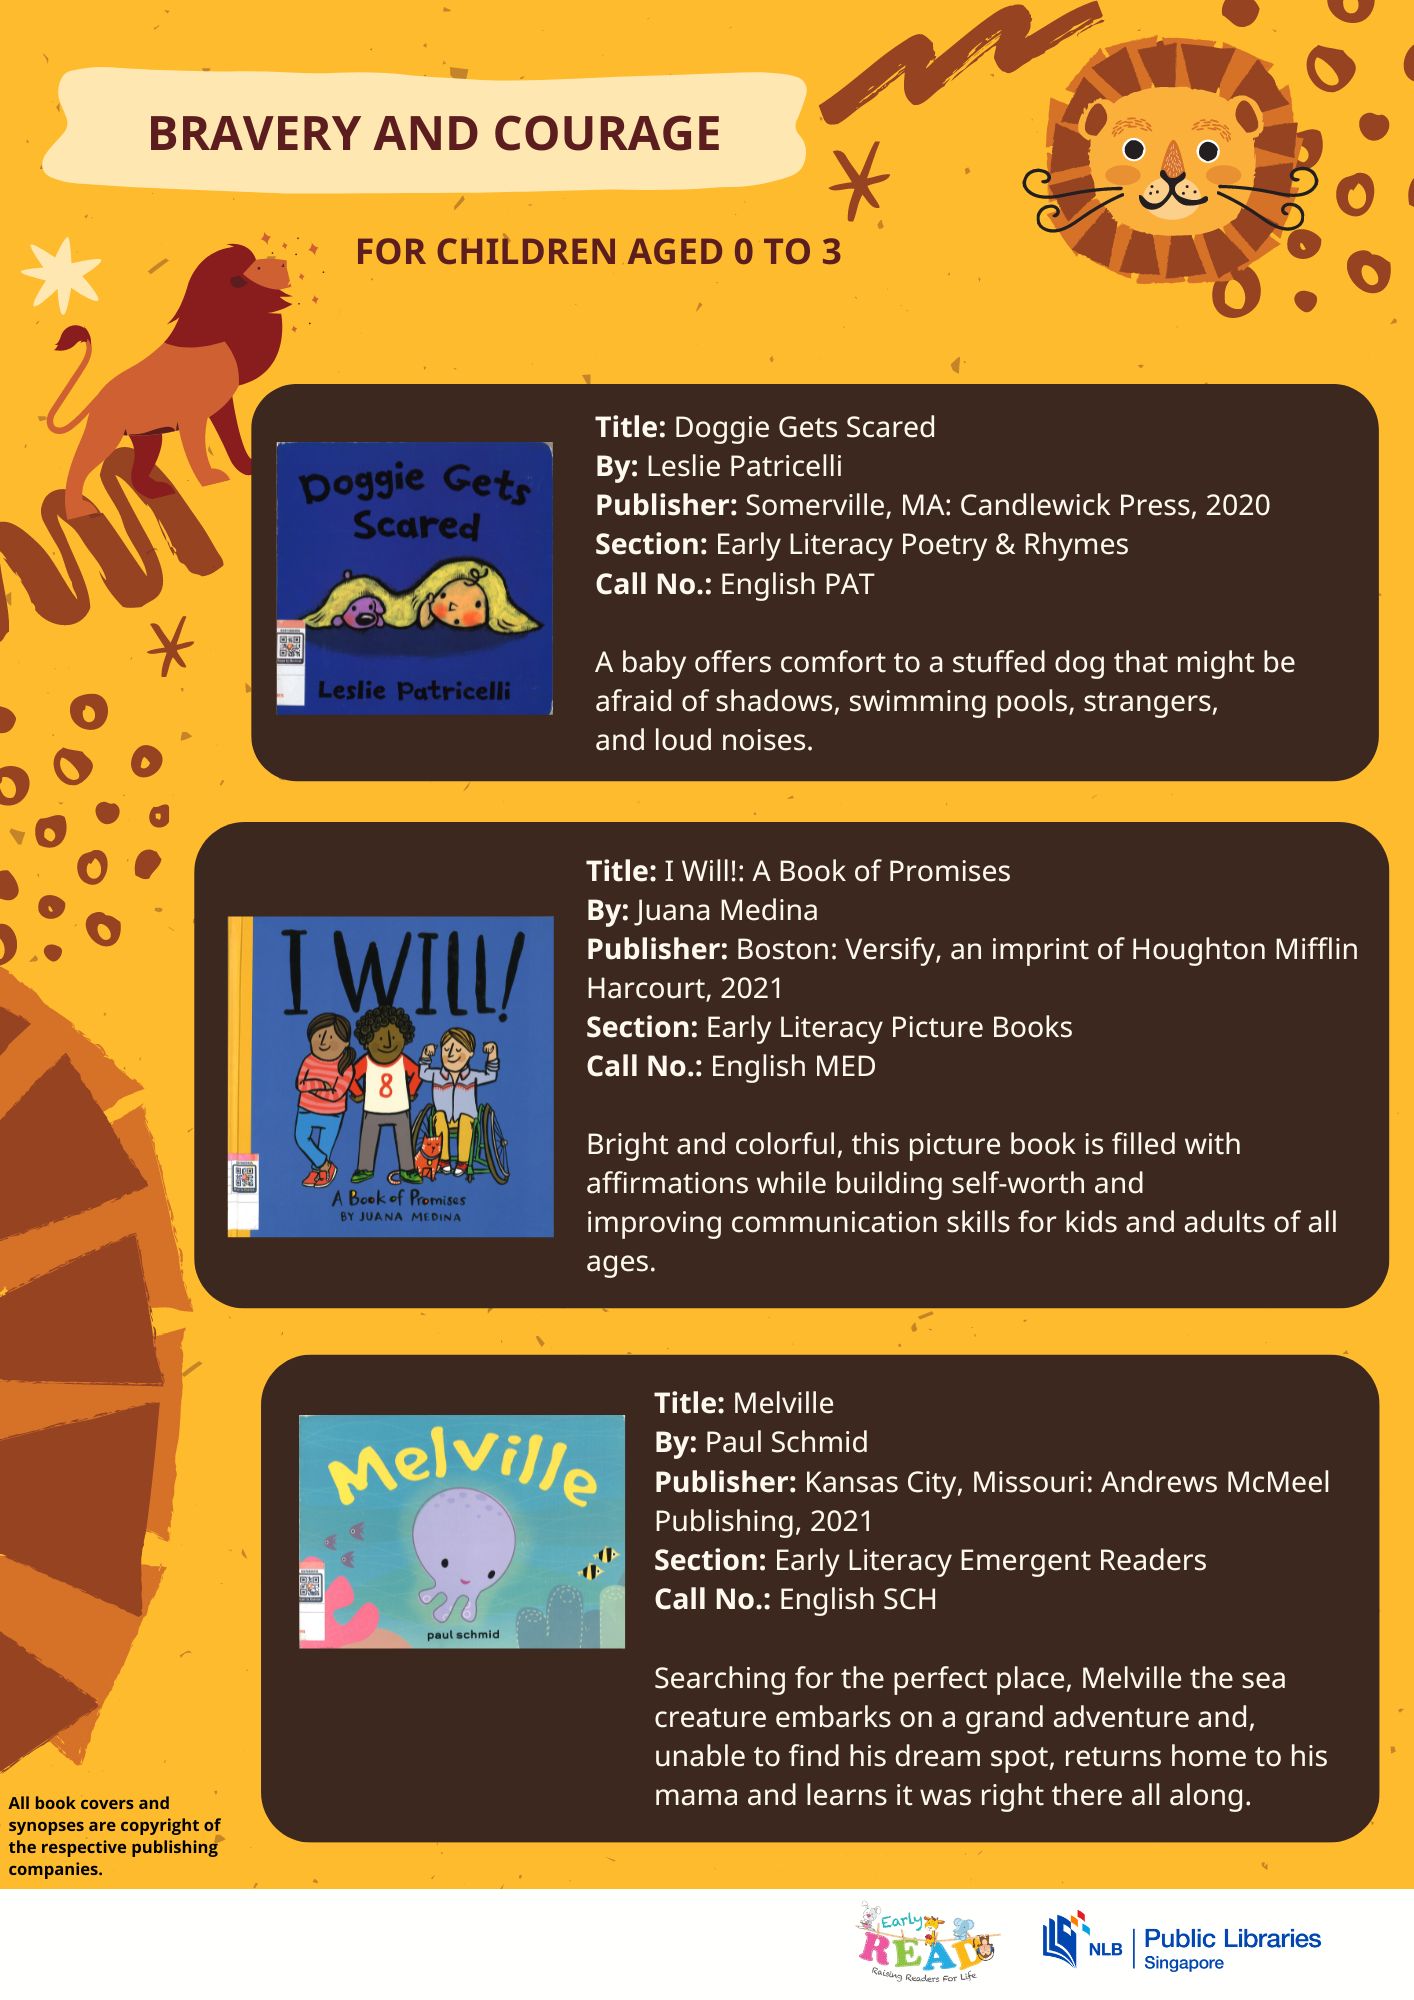 BRAVERY AND COURAGE
FOR CHILDREN AGED 0 TO 3
Doggie Gets
Scared
Leslie Patricelli
Title: Doggie Gets Scared
By: Leslie Patricelli
Publisher: Somerville, MA: Candlewick Press, 2020
Section: Early Literacy Poetry & Rhymes
Call No.: English PAT
A baby offers comfort to a stuffed dog that might be
afraid of shadows, swimming pools, strangers,
and loud noises.
I WILL!
8
A Book of Promises
BY JUANA MEDINA
Title: I Will!: A Book of Promises
By: Juana Medina
Publisher: Boston: Versify, an imprint of Houghton Mifflin
Harcourt, 2021
Section: Early Literacy Picture Books
Call No.: English MED
Bright and colorful, this picture book is filled with
affirmations while building self-worth and
improving communication skills for kids and adults of all
ages.
Melville
paul schmid
Title: Melville
By: Paul Schmid
Publisher: Kansas City, Missouri: Andrews McMeel
Publishing, 2021
Section: Early Literacy Emergent Readers
Call No.: English SCH
Searching for the perfect place, Melville the sea
creature embarks on a grand adventure and,
unable to find his dream spot, returns home to his
mama and learns it was right there all along.
All book covers and
synopses are copyright of
the respective publishing
companies.
Early
READ
Raising Readers For Life
NLB
Public Libraries
Singapore